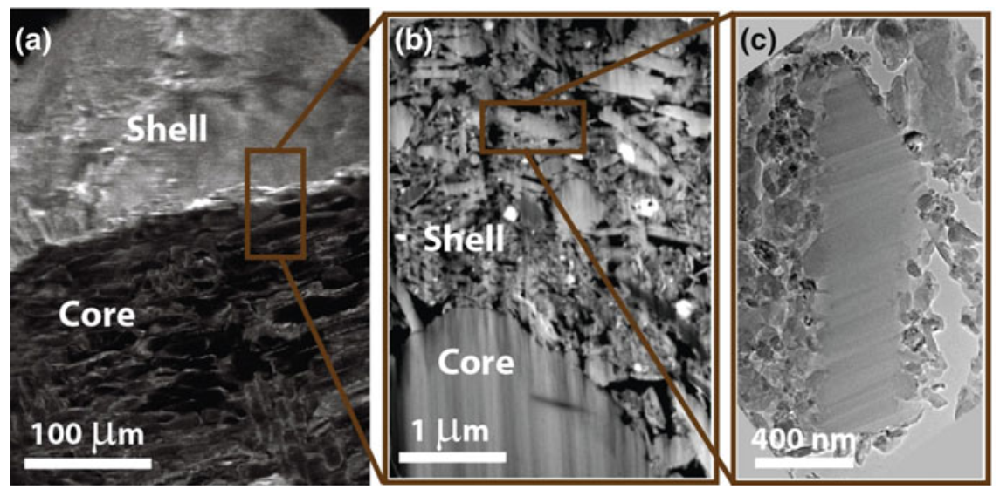 (a)
Shell
Core
100 μm
(b)
Shell
Core
1 μm
(c)
400 nm